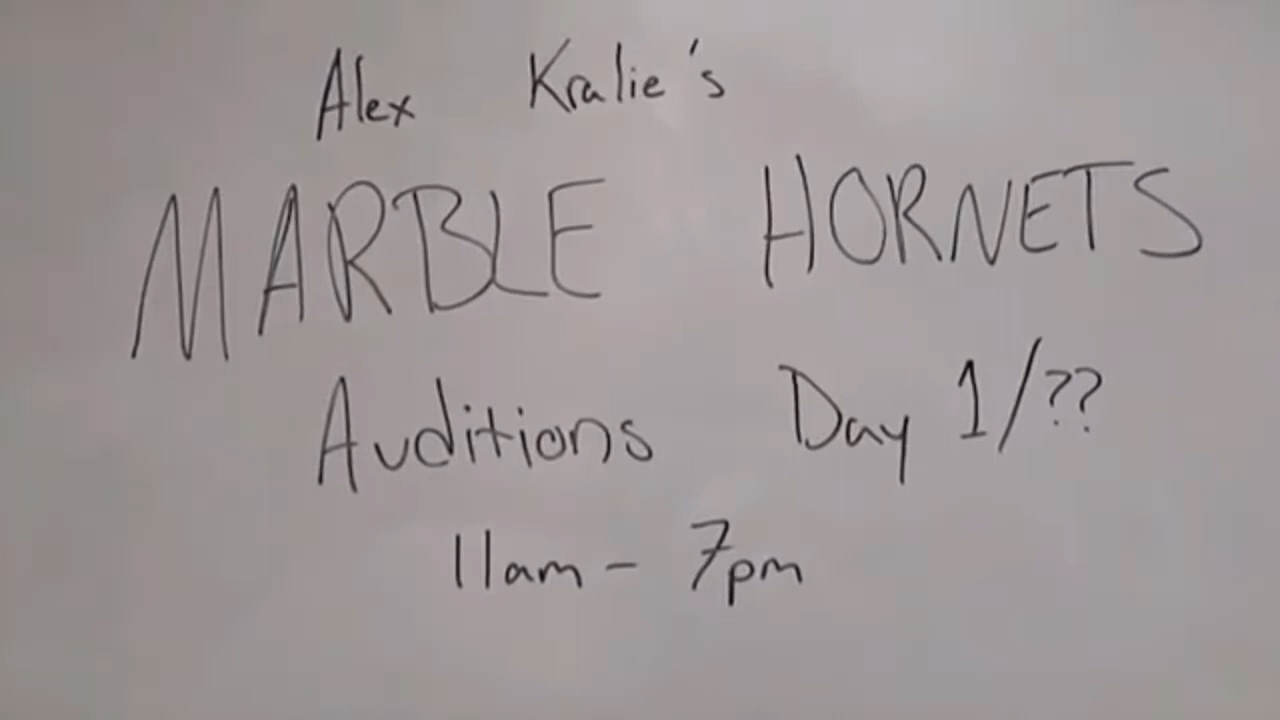 Alex Kralie's
MARBLE HORNETS
Auditions Day 1/??
11am - 7pm